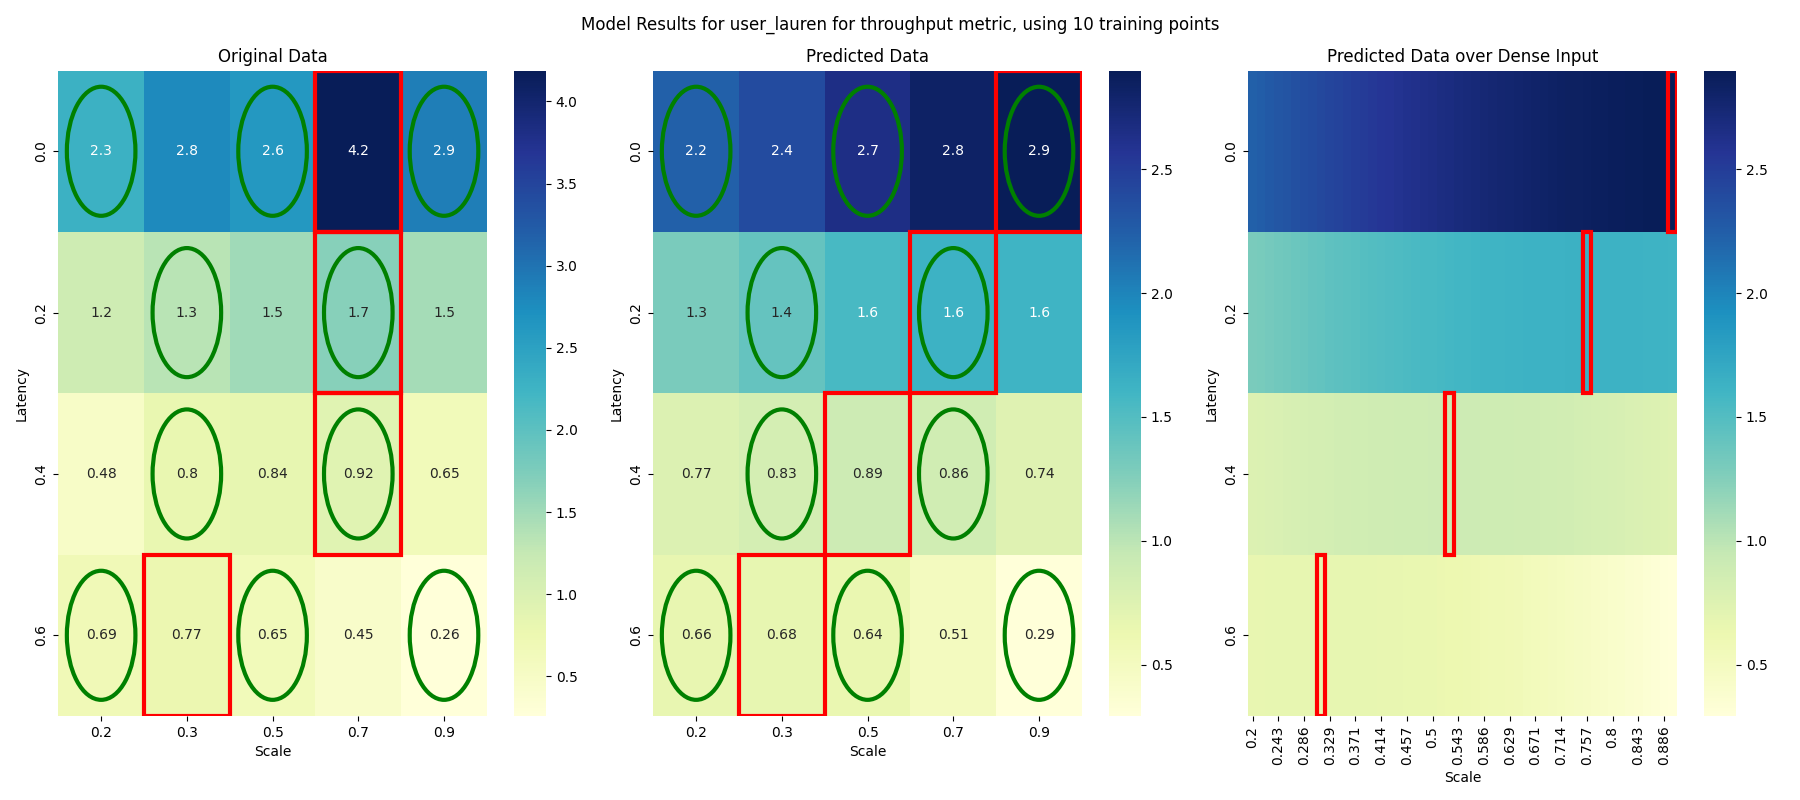 Model Results for user_lauren for throughput metric, using 10 training points
Original Data
Latency
0.0 2.3 2.8 2.6 4.2 2.9
0.2 1.2 1.3 1.5 1.7 1.5
0.4 0.48 0.8 0.84 0.92 0.65
0.6 0.69 0.77 0.65 0.45 0.26
0.2 0.3 0.5 0.7 0.9
Scale
4.0
3.5
3.0
2.5
2.0
1.5
1.0
0.5
Predicted Data
Latency
0.0 2.2 2.4 2.7 2.8 2.9
0.2 1.3 1.4 1.6 1.6 1.6
0.4 0.77 0.83 0.89 0.86 0.74
0.6 0.66 0.68 0.64 0.51 0.29
0.2 0.3 0.5 0.7 0.9
Scale
2.5
2.0
1.5
1.0
0.5
Predicted Data over Dense Input
Latency
0.0
0.2
0.4
0.6
0.2 0.243 0.286 0.329 0.371 0.414 0.457 0.5 0.543 0.586 0.629 0.671 0.714 0.757 0.8 0.843 0.886
Scale
2.5
2.0
1.5
1.0
0.5